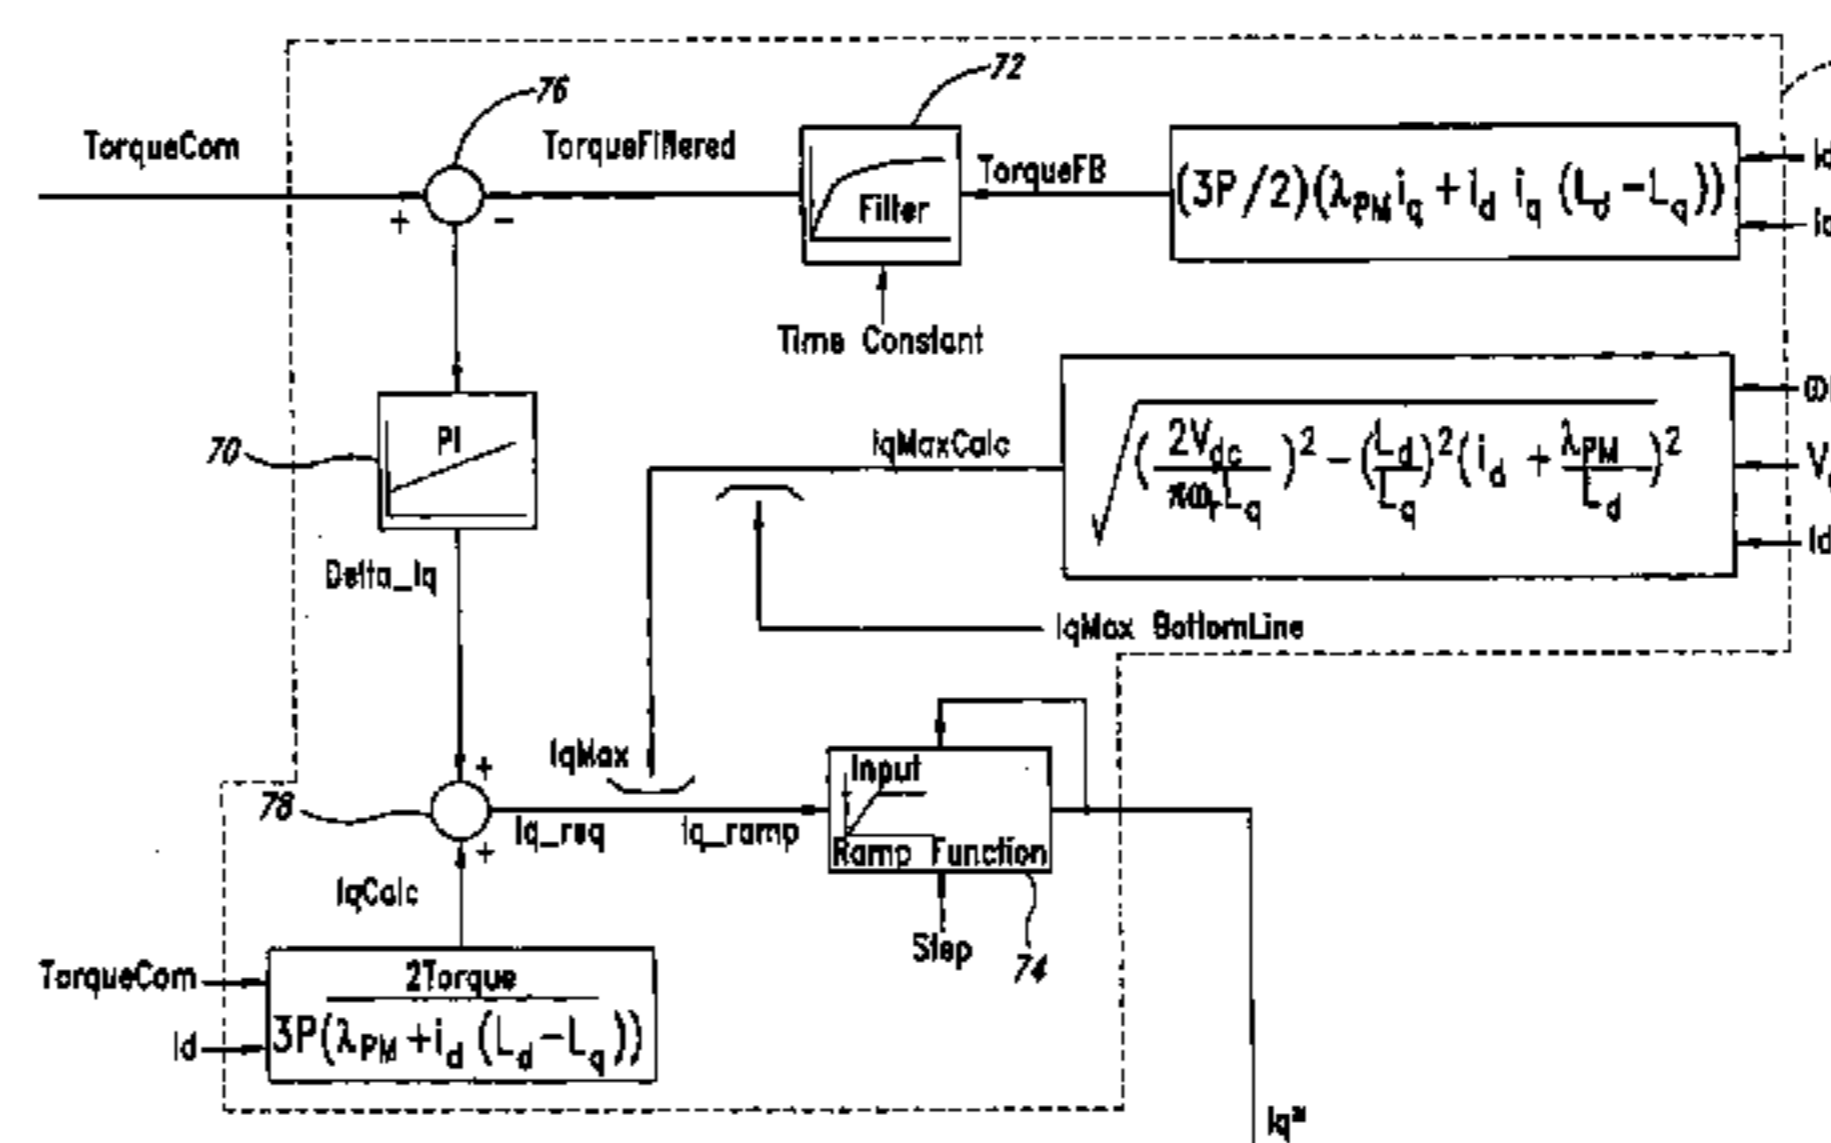 76
72
TorqueCom
TorqueFiltered
TorqueFB
Filter
(3P/2)(λPM iq + id iq (Ld - Lq))
+
-
Time Constant
70
PI
IqMaxCalc
√(2Vdc/πωrLq)² - (Ld/Lq)²(id + λPM/Ld)²
Delta_Iq
IqMax BottomLine
IqMax
Input
+
78
Iq_req
Iq_ramp
Ramp Function
+
IqCalc
Step
74
TorqueCom
2Torque
Id
3P(λPM + id (Ld - Lq))
Iq*